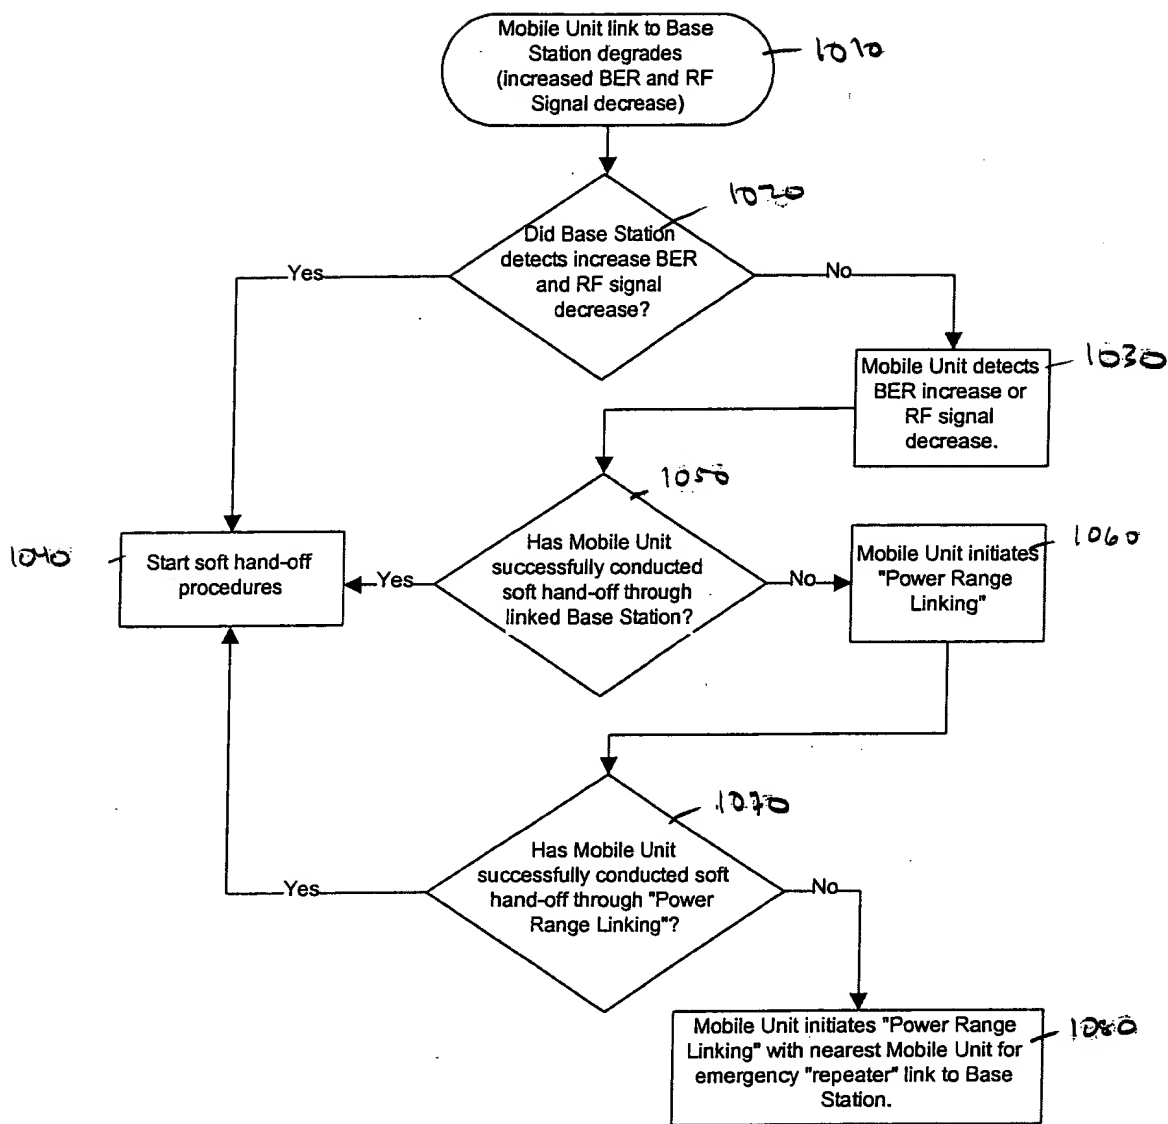 Mobile Unit link to Base
Station degrades
(increased BER and RF
Signal decrease)
1010
1020
Did Base Station
detects increase BER
and RF signal
decrease?
Yes
No
1030
Mobile Unit detects
BER increase or
RF signal
decrease.
1050
1040
Start soft hand-off
procedures
Yes
Has Mobile Unit
successfully conducted
soft hand-off through
linked Base Station?
No
1060
Mobile Unit initiates
"Power Range
Linking"
1070
Has Mobile Unit
successfully conducted soft
hand-off through "Power
Range Linking"?
Yes
No
Mobile Unit initiates "Power Range
Linking" with nearest Mobile Unit for
emergency "repeater" link to Base
Station.
1080